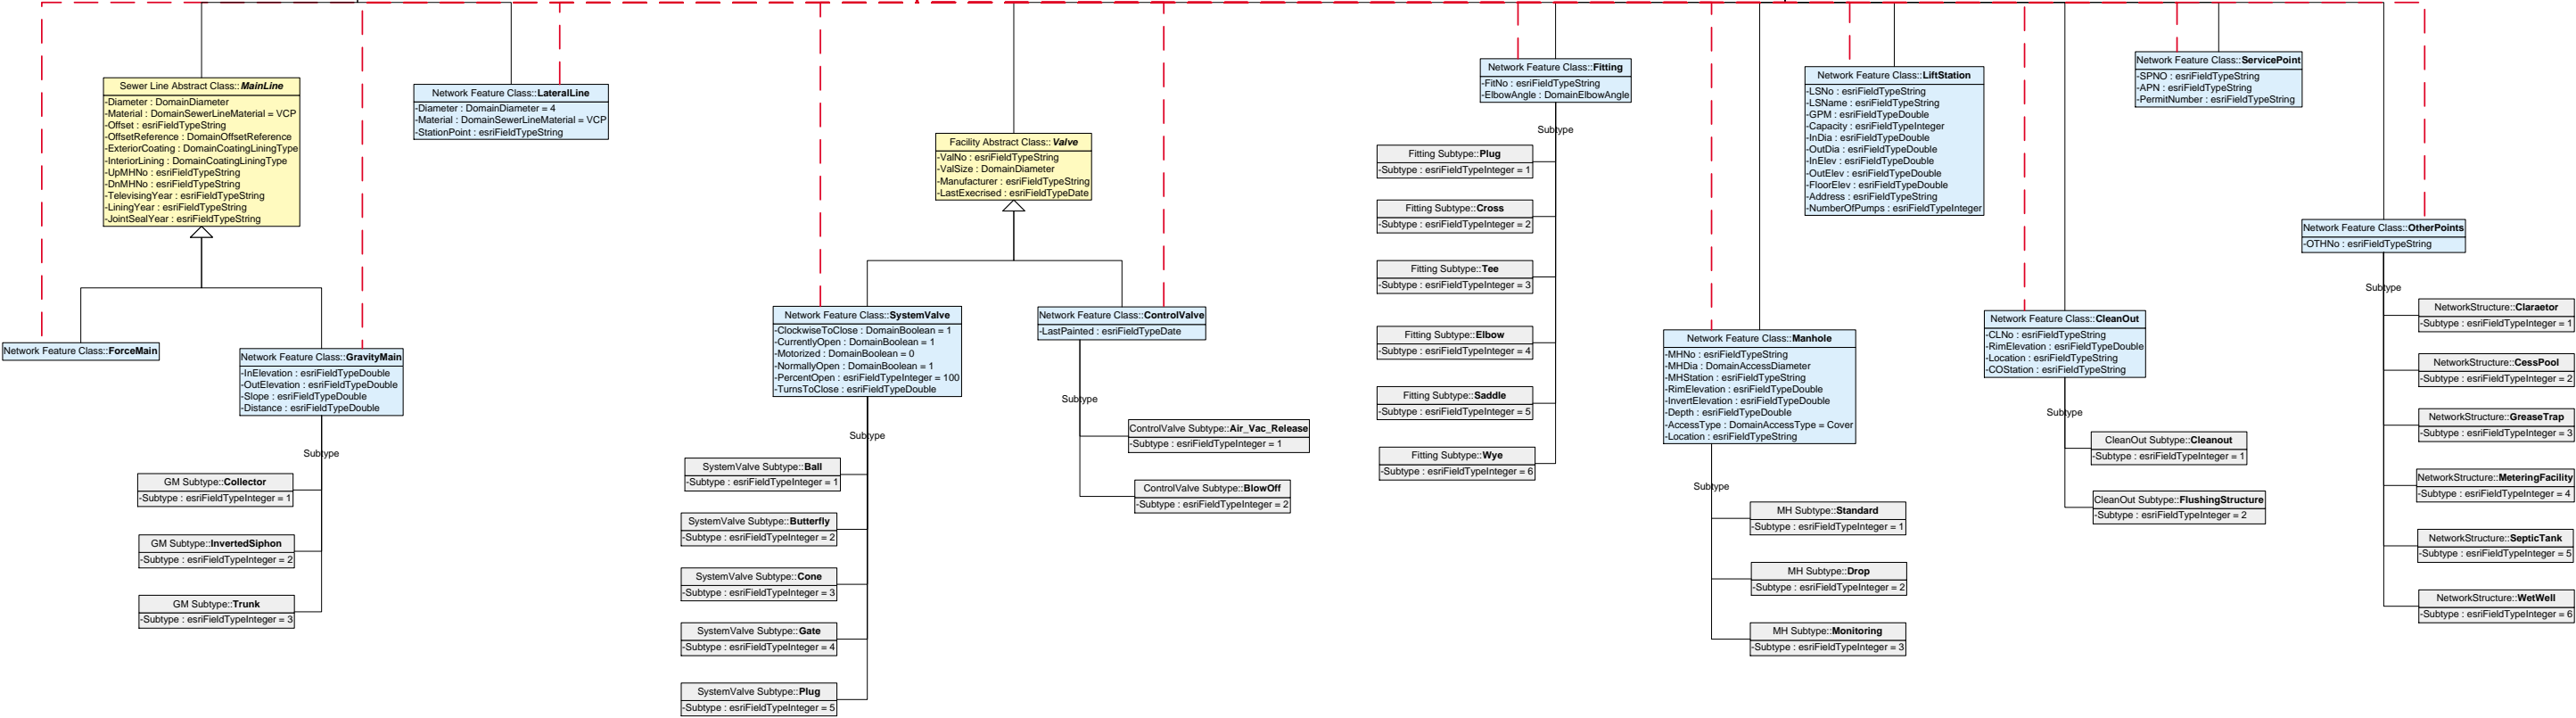 Sewer Line Abstract Class::MainLine
-Diameter : DomainDiameter
-Material : DomainSewerLineMaterial = VCP
-Offset : esriFieldTypeString
-OffsetReference : DomainOffsetReference
-ExteriorCoating : DomainCoatingLiningType
-InteriorLining : DomainCoatingLiningType
-UpMHNo : esriFieldTypeString
-DnMHNo : esriFieldTypeString
-TelevisingYear : esriFieldTypeString
-LiningYear : esriFieldTypeString
-JointSealYear : esriFieldTypeString
Network Feature Class::ForceMain
Network Feature Class::GravityMain
-InElevation : esriFieldTypeDouble
-OutElevation : esriFieldTypeDouble
-Slope : esriFieldTypeDouble
-Distance : esriFieldTypeDouble
Subtype
GM Subtype::Collector
-Subtype : esriFieldTypeInteger = 1
GM Subtype::InvertedSiphon
-Subtype : esriFieldTypeInteger = 2
GM Subtype::Trunk
-Subtype : esriFieldTypeInteger = 3
Network Feature Class::LateralLine
-Diameter : DomainDiameter = 4
-Material : DomainSewerLineMaterial = VCP
-StationPoint : esriFieldTypeString
Facility Abstract Class::Valve
-ValNo : esriFieldTypeString
-ValSize : DomainDiameter
-Manufacturer : esriFieldTypeString
-LastExecrised : esriFieldTypeDate
Network Feature Class::SystemValve
-ClockwiseToClose : DomainBoolean = 1
-CurrentlyOpen : DomainBoolean = 1
-Motorized : DomainBoolean = 0
-NormallyOpen : DomainBoolean = 1
-PercentOpen : esriFieldTypeInteger = 100
-TurnsToClose : esriFieldTypeDouble
Subtype
SystemValve Subtype::Ball
-Subtype : esriFieldTypeInteger = 1
SystemValve Subtype::Butterfly
-Subtype : esriFieldTypeInteger = 2
SystemValve Subtype::Cone
-Subtype : esriFieldTypeInteger = 3
SystemValve Subtype::Gate
-Subtype : esriFieldTypeInteger = 4
SystemValve Subtype::Plug
-Subtype : esriFieldTypeInteger = 5
Network Feature Class::ControlValve
-LastPainted : esriFieldTypeDate
Subtype
ControlValve Subtype::Air_Vac_Release
-Subtype : esriFieldTypeInteger = 1
ControlValve Subtype::BlowOff
-Subtype : esriFieldTypeInteger = 2
Network Feature Class::Fitting
-FitNo : esriFieldTypeString
-ElbowAngle : DomainElbowAngle
Subtype
Fitting Subtype::Plug
-Subtype : esriFieldTypeInteger = 1
Fitting Subtype::Cross
-Subtype : esriFieldTypeInteger = 2
Fitting Subtype::Tee
-Subtype : esriFieldTypeInteger = 3
Fitting Subtype::Elbow
-Subtype : esriFieldTypeInteger = 4
Fitting Subtype::Saddle
-Subtype : esriFieldTypeInteger = 5
Fitting Subtype::Wye
-Subtype : esriFieldTypeInteger = 6
Network Feature Class::Manhole
-MHNo : esriFieldTypeString
-MHDia : DomainAccessDiameter
-MHStation : esriFieldTypeString
-RimElevation : esriFieldTypeDouble
-InvertElevation : esriFieldTypeDouble
-Depth : esriFieldTypeDouble
-AccessType : DomainAccessType = Cover
-Location : esriFieldTypeString
Subtype
MH Subtype::Standard
-Subtype : esriFieldTypeInteger = 1
MH Subtype::Drop
-Subtype : esriFieldTypeInteger = 2
MH Subtype::Monitoring
-Subtype : esriFieldTypeInteger = 3
Network Feature Class::LiftStation
-LSNo : esriFieldTypeString
-LSName : esriFieldTypeString
-GPM : esriFieldTypeDouble
-Capacity : esriFieldTypeInteger
-InDia : esriFieldTypeDouble
-OutDia : esriFieldTypeDouble
-InElev : esriFieldTypeDouble
-OutElev : esriFieldTypeDouble
-FloorElev : esriFieldTypeDouble
-Address : esriFieldTypeString
-NumberOfPumps : esriFieldTypeInteger
Network Feature Class::CleanOut
-CLNo : esriFieldTypeString
-RimElevation : esriFieldTypeDouble
-Location : esriFieldTypeString
-COStation : esriFieldTypeString
Subtype
CleanOut Subtype::Cleanout
-Subtype : esriFieldTypeInteger = 1
CleanOut Subtype::FlushingStructure
-Subtype : esriFieldTypeInteger = 2
Network Feature Class::ServicePoint
-SPNO : esriFieldTypeString
-APN : esriFieldTypeString
-PermitNumber : esriFieldTypeString
Network Feature Class::OtherPoints
-OTHNo : esriFieldTypeString
Subtype
NetworkStructure::Claraetor
-Subtype : esriFieldTypeInteger = 1
NetworkStructure::CessPool
-Subtype : esriFieldTypeInteger = 2
NetworkStructure::GreaseTrap
-Subtype : esriFieldTypeInteger = 3
NetworkStructure::MeteringFacility
-Subtype : esriFieldTypeInteger = 4
NetworkStructure::SepticTank
-Subtype : esriFieldTypeInteger = 5
NetworkStructure::WetWell
-Subtype : esriFieldTypeInteger = 6